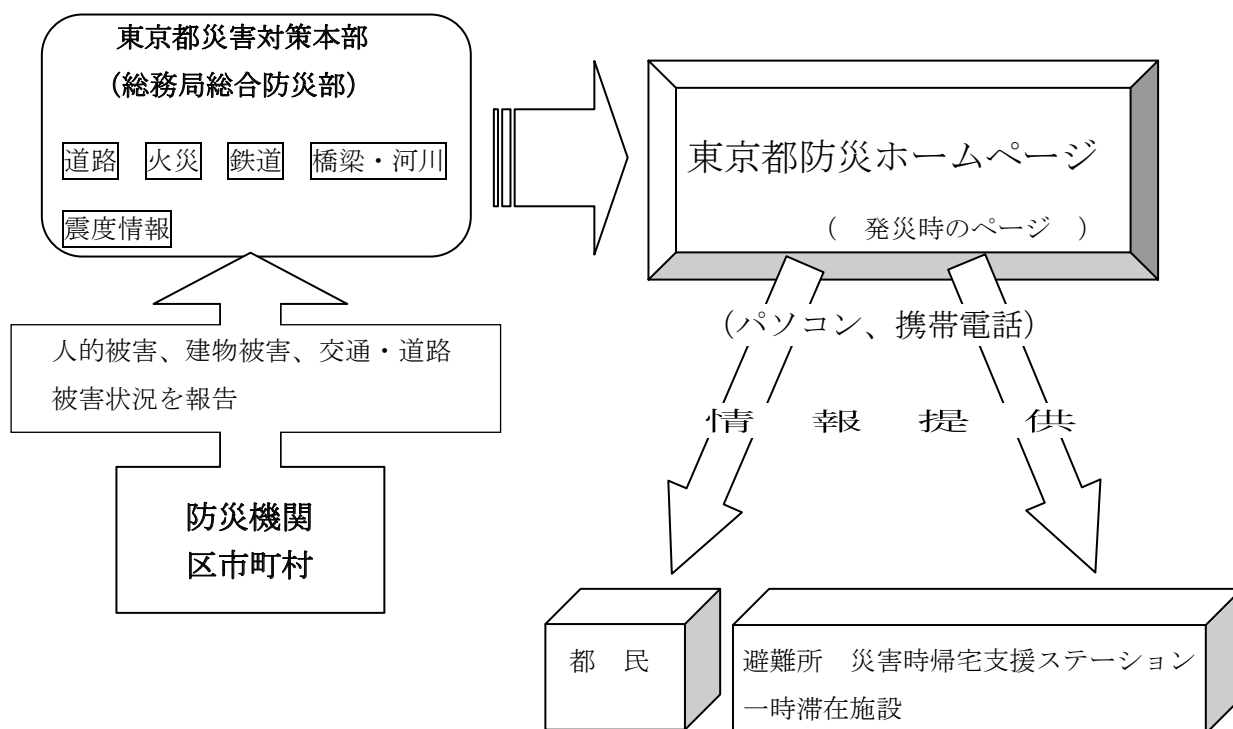 東京都災害対策本部
（総務局総合防災部）
道路 火災 鉄道 橋梁・河川
震度情報
東京都防災ホームページ
（　発災時のページ　）
人的被害、建物被害、交通・道路
被害状況を報告
防災機関
区市町村
（パソコン、携帯電話）
情　報　提　供
都　民
避難所　災害時帰宅支援ステーション
一時滞在施設